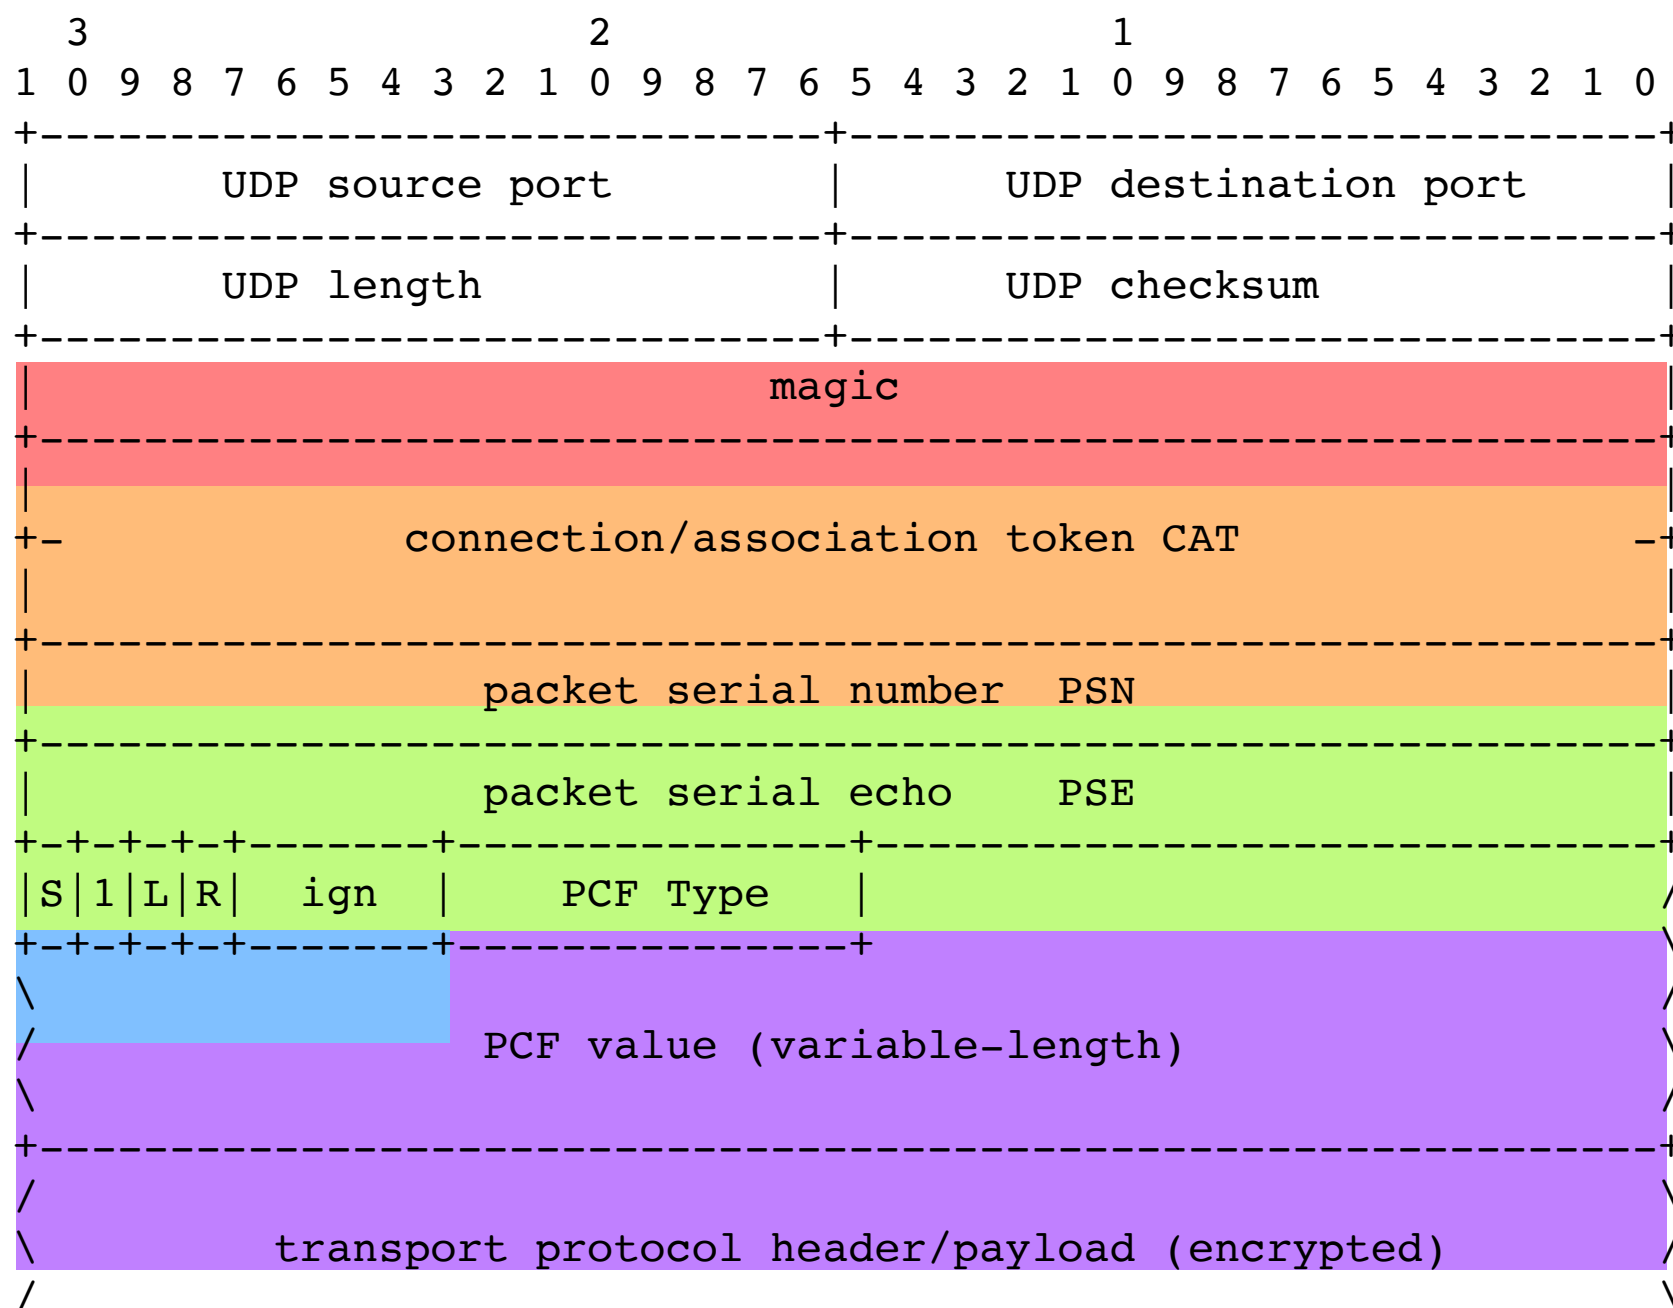 3                   2                   1
1 0 9 8 7 6 5 4 3 2 1 0 9 8 7 6 5 4 3 2 1 0 9 8 7 6 5 4 3 2 1 0
+------------------------------+-------------------------------+
|       UDP source port        |      UDP destination port     |
+------------------------------+-------------------------------+
|       UDP length             |      UDP checksum             |
+------------------------------+-------------------------------+
|                            magic                             |
+--------------------------------------------------------------+
|                                                              |
+-             connection/association token CAT               -+
|                                                              |
+--------------------------------------------------------------+
|                 packet serial number  PSN                    |
+--------------------------------------------------------------+
|                 packet serial echo    PSE                    |
+-+-+-+-+-------+---------------+------------------------------+
|S|1|L|R|  ign  |    PCF Type   |                              /
+-+-+-+-+-------+---------------+                              \
\                                                              /
/                 PCF value (variable-length)                  \
\                                                              /
+--------------------------------------------------------------+
/                                                              \
\         transport protocol header/payload (encrypted)        /
/                                                              \